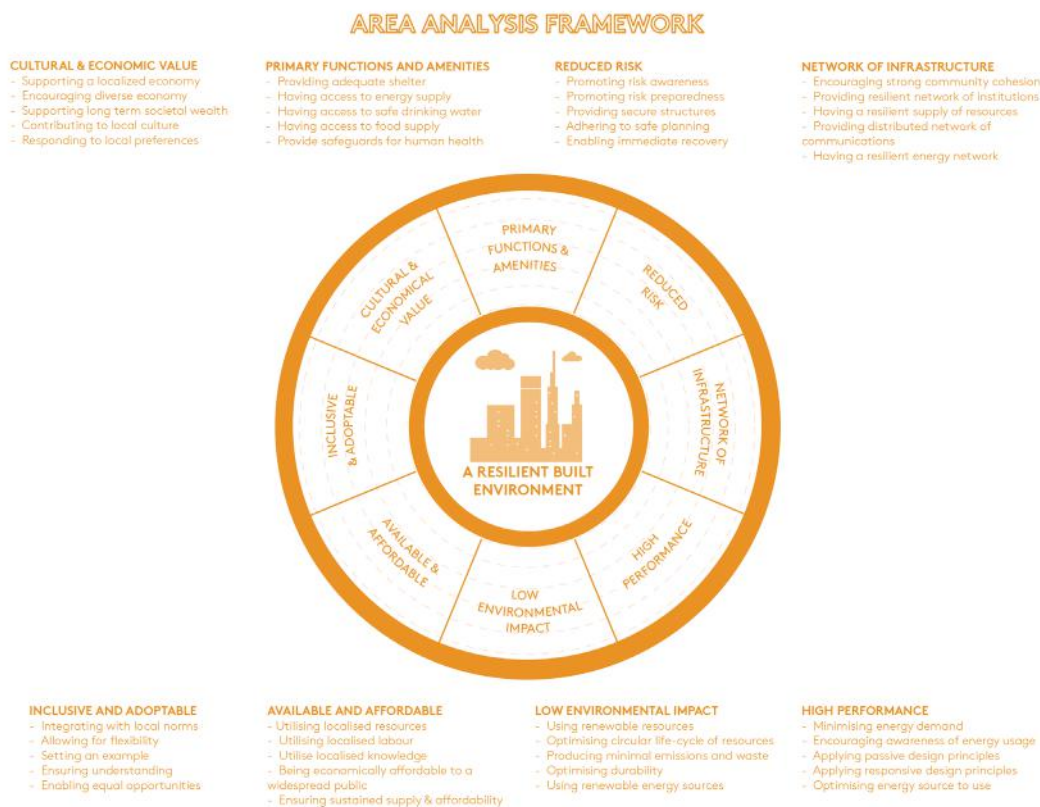 AREA ANALYSIS FRAMEWORK
CULTURAL & ECONOMIC VALUE
- Supporting a localized economy
- Encouraging diverse economy
- Supporting long term societal wealth
- Contributing to local culture
- Responding to local preferences
PRIMARY FUNCTIONS AND AMENITIES
- Providing adequate shelter
- Having access to energy supply
- Having access to safe drinking water
- Having access to food supply
- Provide safeguards for human health
REDUCED RISK
- Promoting risk awareness
- Promoting risk preparedness
- Providing secure structures
- Adhering to safe planning
- Enabling immediate recovery
NETWORK OF INFRASTRUCTURE
- Encouraging strong community cohesion
- Providing resilient network of institutions
- Having a resilient supply of resources
- Providing distributed network of
communications
- Having a resilient energy network
PRIMARY
FUNCTIONS &
AMENITIES
REDUCED
RISK
NETWORK OF
INFRASTRUCTURE
HIGH
PERFORMANCE
LOW
ENVIRONMENTAL
IMPACT
AVAILABLE &
AFFORDABLE
INCLUSIVE
& ADOPTABLE
CULTURAL &
ECONOMICAL
VALUE
A RESILIENT BUILT
ENVIRONMENT
INCLUSIVE AND ADOPTABLE
- Integrating with local norms
- Allowing for flexibility
- Setting an example
- Ensuring understanding
- Enabling equal opportunities
AVAILABLE AND AFFORDABLE
- Utilising localised resources
- Utilising localised labour
- Utilise localised knowledge
- Being economically affordable to a
widespread public
- Ensuring sustained supply & affordability
LOW ENVIRONMENTAL IMPACT
- Using renewable resources
- Optimising circular life-cycle of resources
- Producing minimal emissions and waste
- Optimising durability
- Using renewable energy sources
HIGH PERFORMANCE
- Minimising energy demand
- Encouraging awareness of energy usage
- Applying passive design principles
- Applying responsive design principles
- Optimising energy source to use